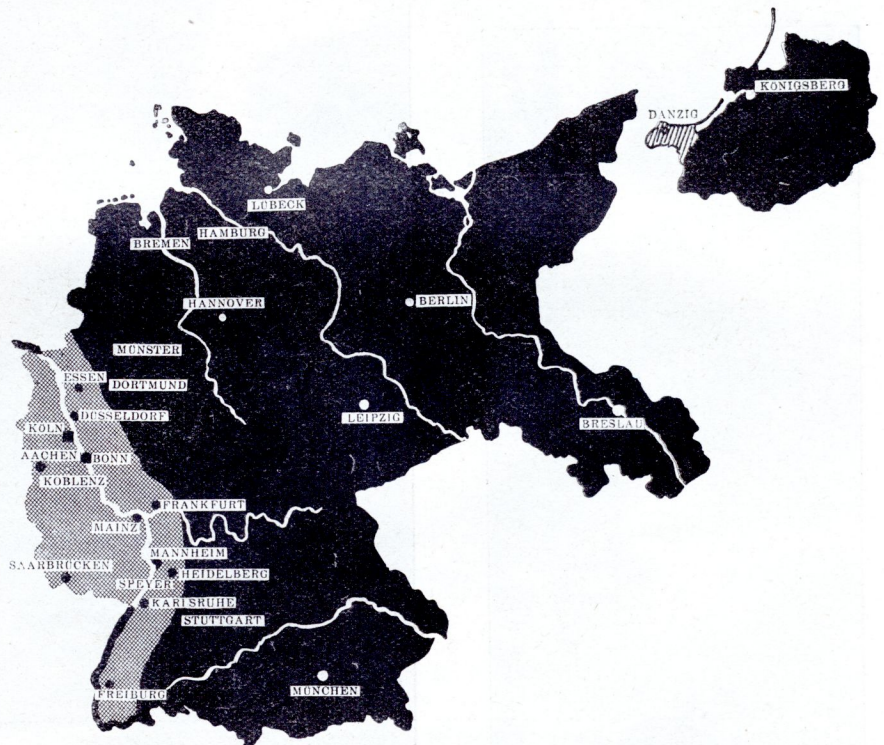 KÖNIGSBERG
DANZIG
LÜBECK
HAMBURG
BREMEN
HANNOVER
BERLIN
MÜNSTER
ESSEN
DORTMUND
DÜSSELDORF
LEIPZIG
BRESLAU
KÖLN
AACHEN
BONN
KOBLENZ
FRANKFURT
MAINZ
MANNHEIM
SAARBRÜCKEN
HEIDELBERG
SPEYER
KARLSRUHE
STUTTGART
FREIBURG
MÜNCHEN